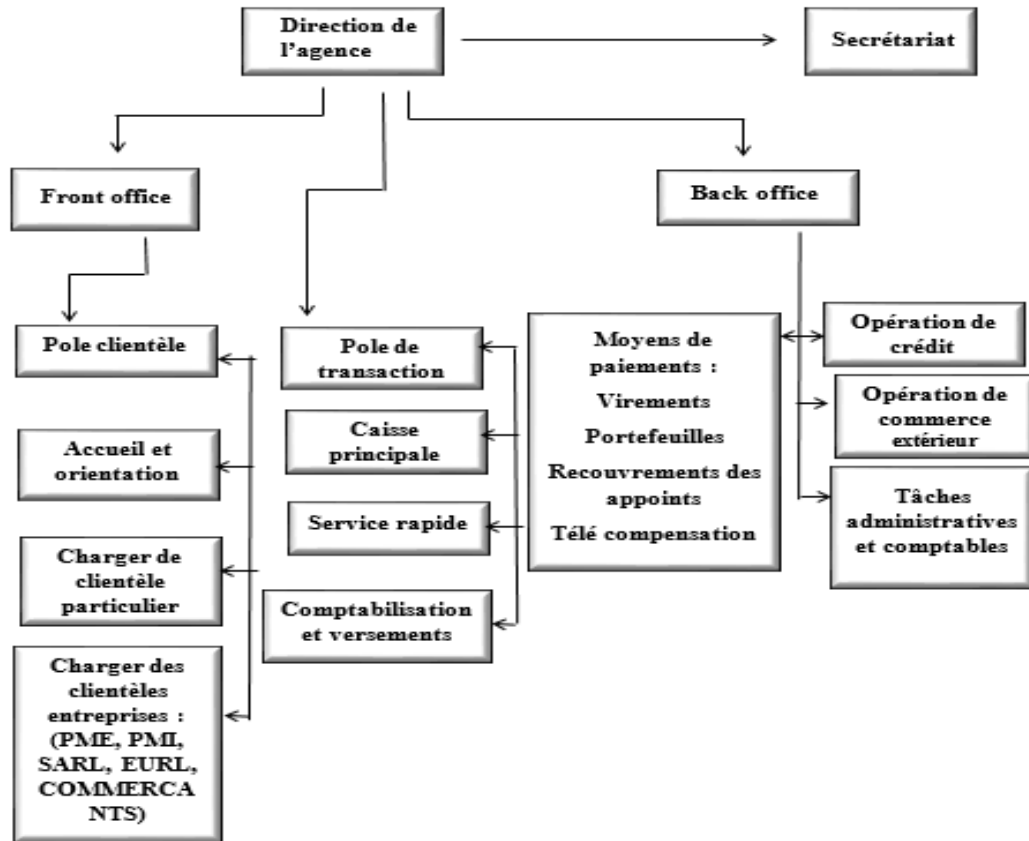 Direction de
l'agence
Secrétariat
Front office
Back office
Pole clientèle
Accueil et
orientation
Charger de
clientèle
particulier
Charger des
clientèles
entreprises :
(PME, PMI,
SARL, EURL,
COMMERCA
NTS)
Pole de
transaction
Caisse
principale
Service rapide
Comptabilisation
et versements
Moyens de
paiements :
Virements
Portefeuilles
Recouvrements des
appoints
Télé compensation
Opération de
crédit
Opération de
commerce
extérieur
Tâches
administratives
et comptables